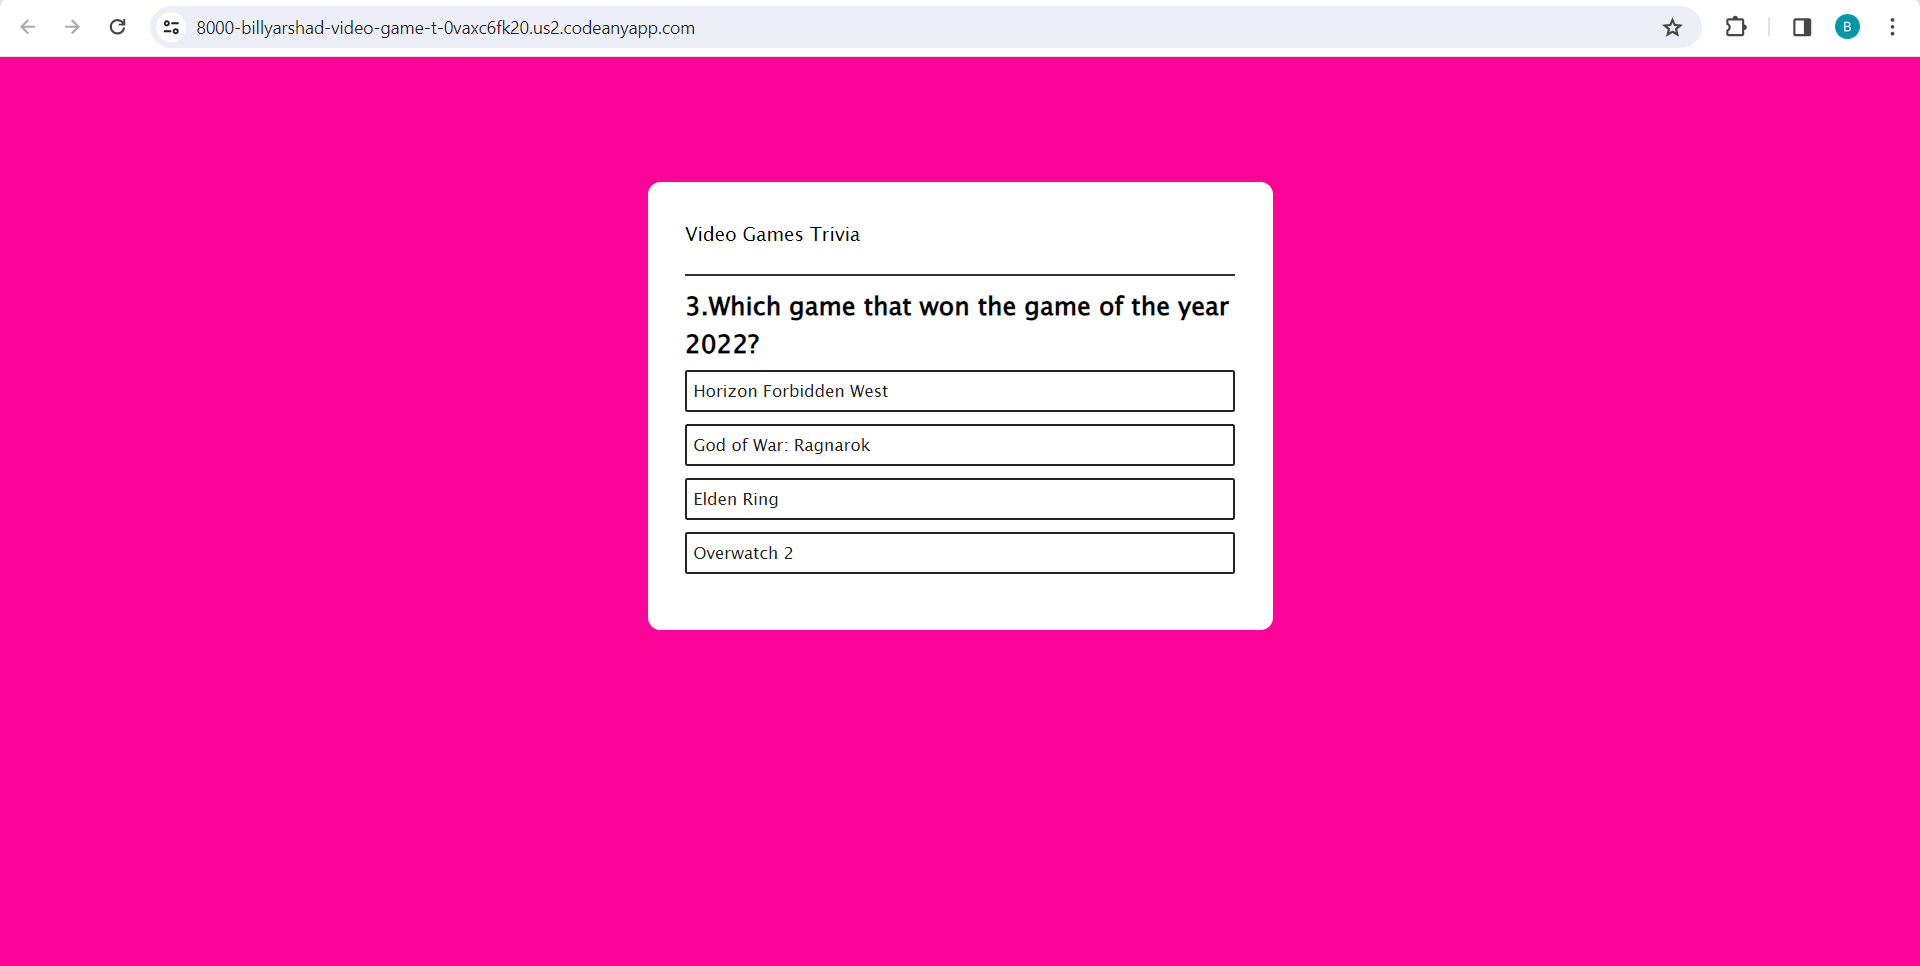 8000-billyarshad-video-game-t-0vaxc6fk20.us2.codeanyapp.com
B
Video Games Trivia
3.Which game that won the game of the year
2022?
Horizon Forbidden West
God of War: Ragnarok
Elden Ring
Overwatch 2